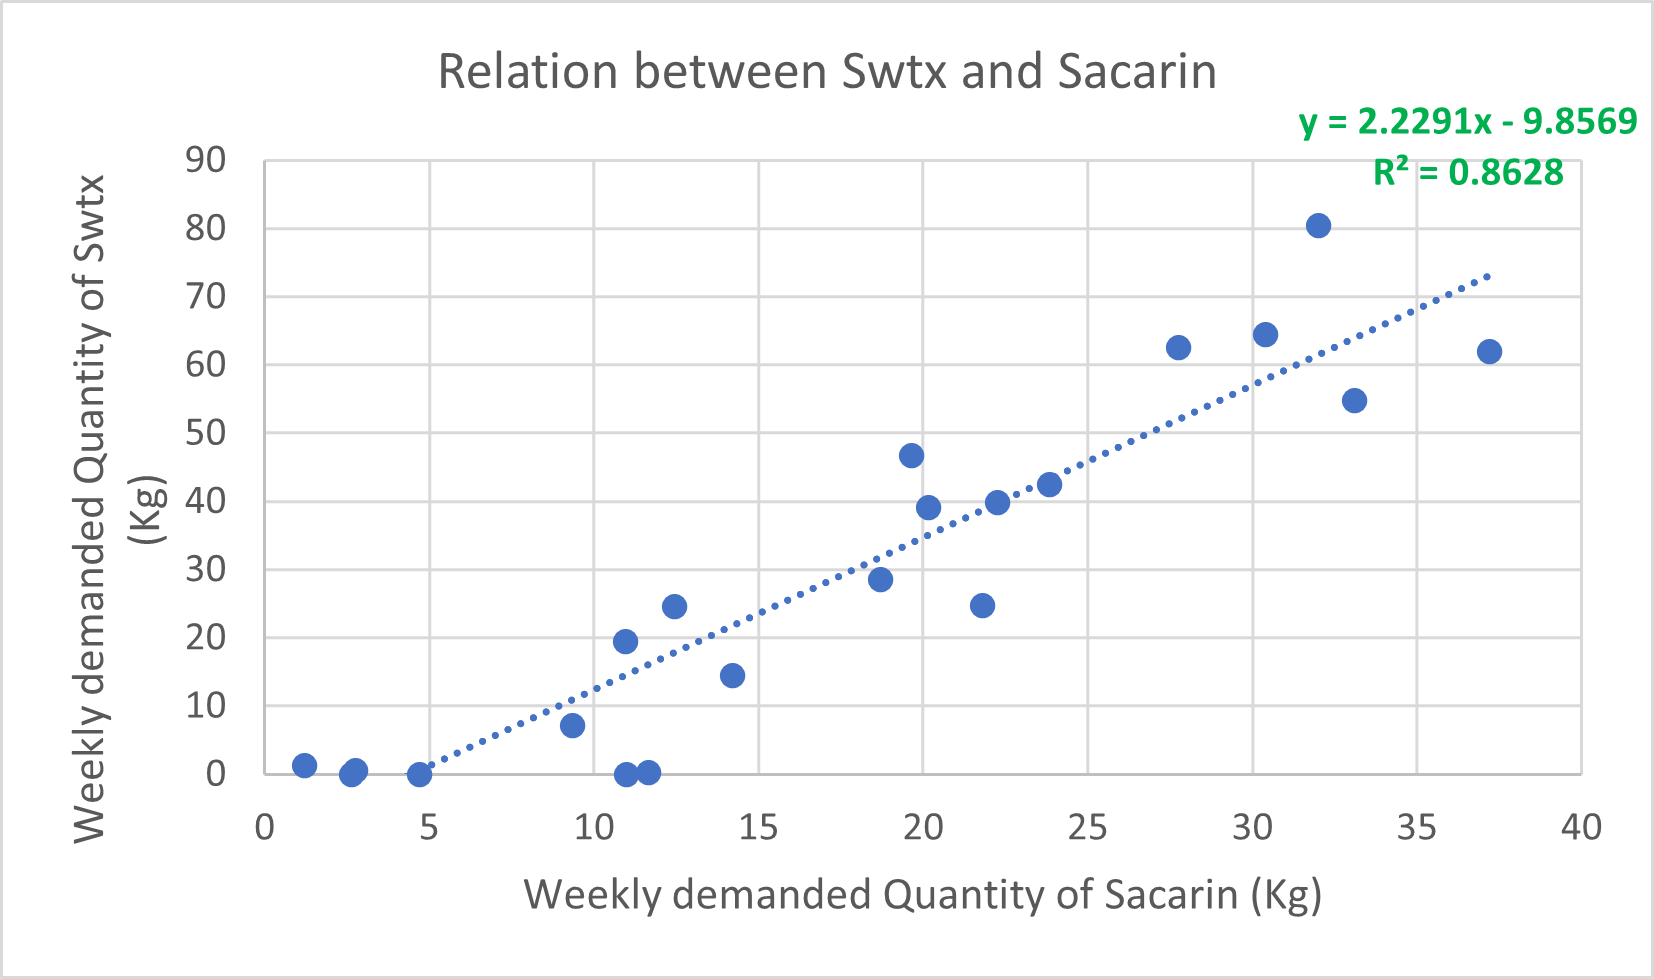 Relation between Swtx and Sacarin
y = 2.2291x - 9.8569
R² = 0.8628
Weekly demanded Quantity of Swtx
(Kg)
90
80
70
60
50
40
30
20
10
0
0 5 10 15 20 25 30 35 40
Weekly demanded Quantity of Sacarin (Kg)